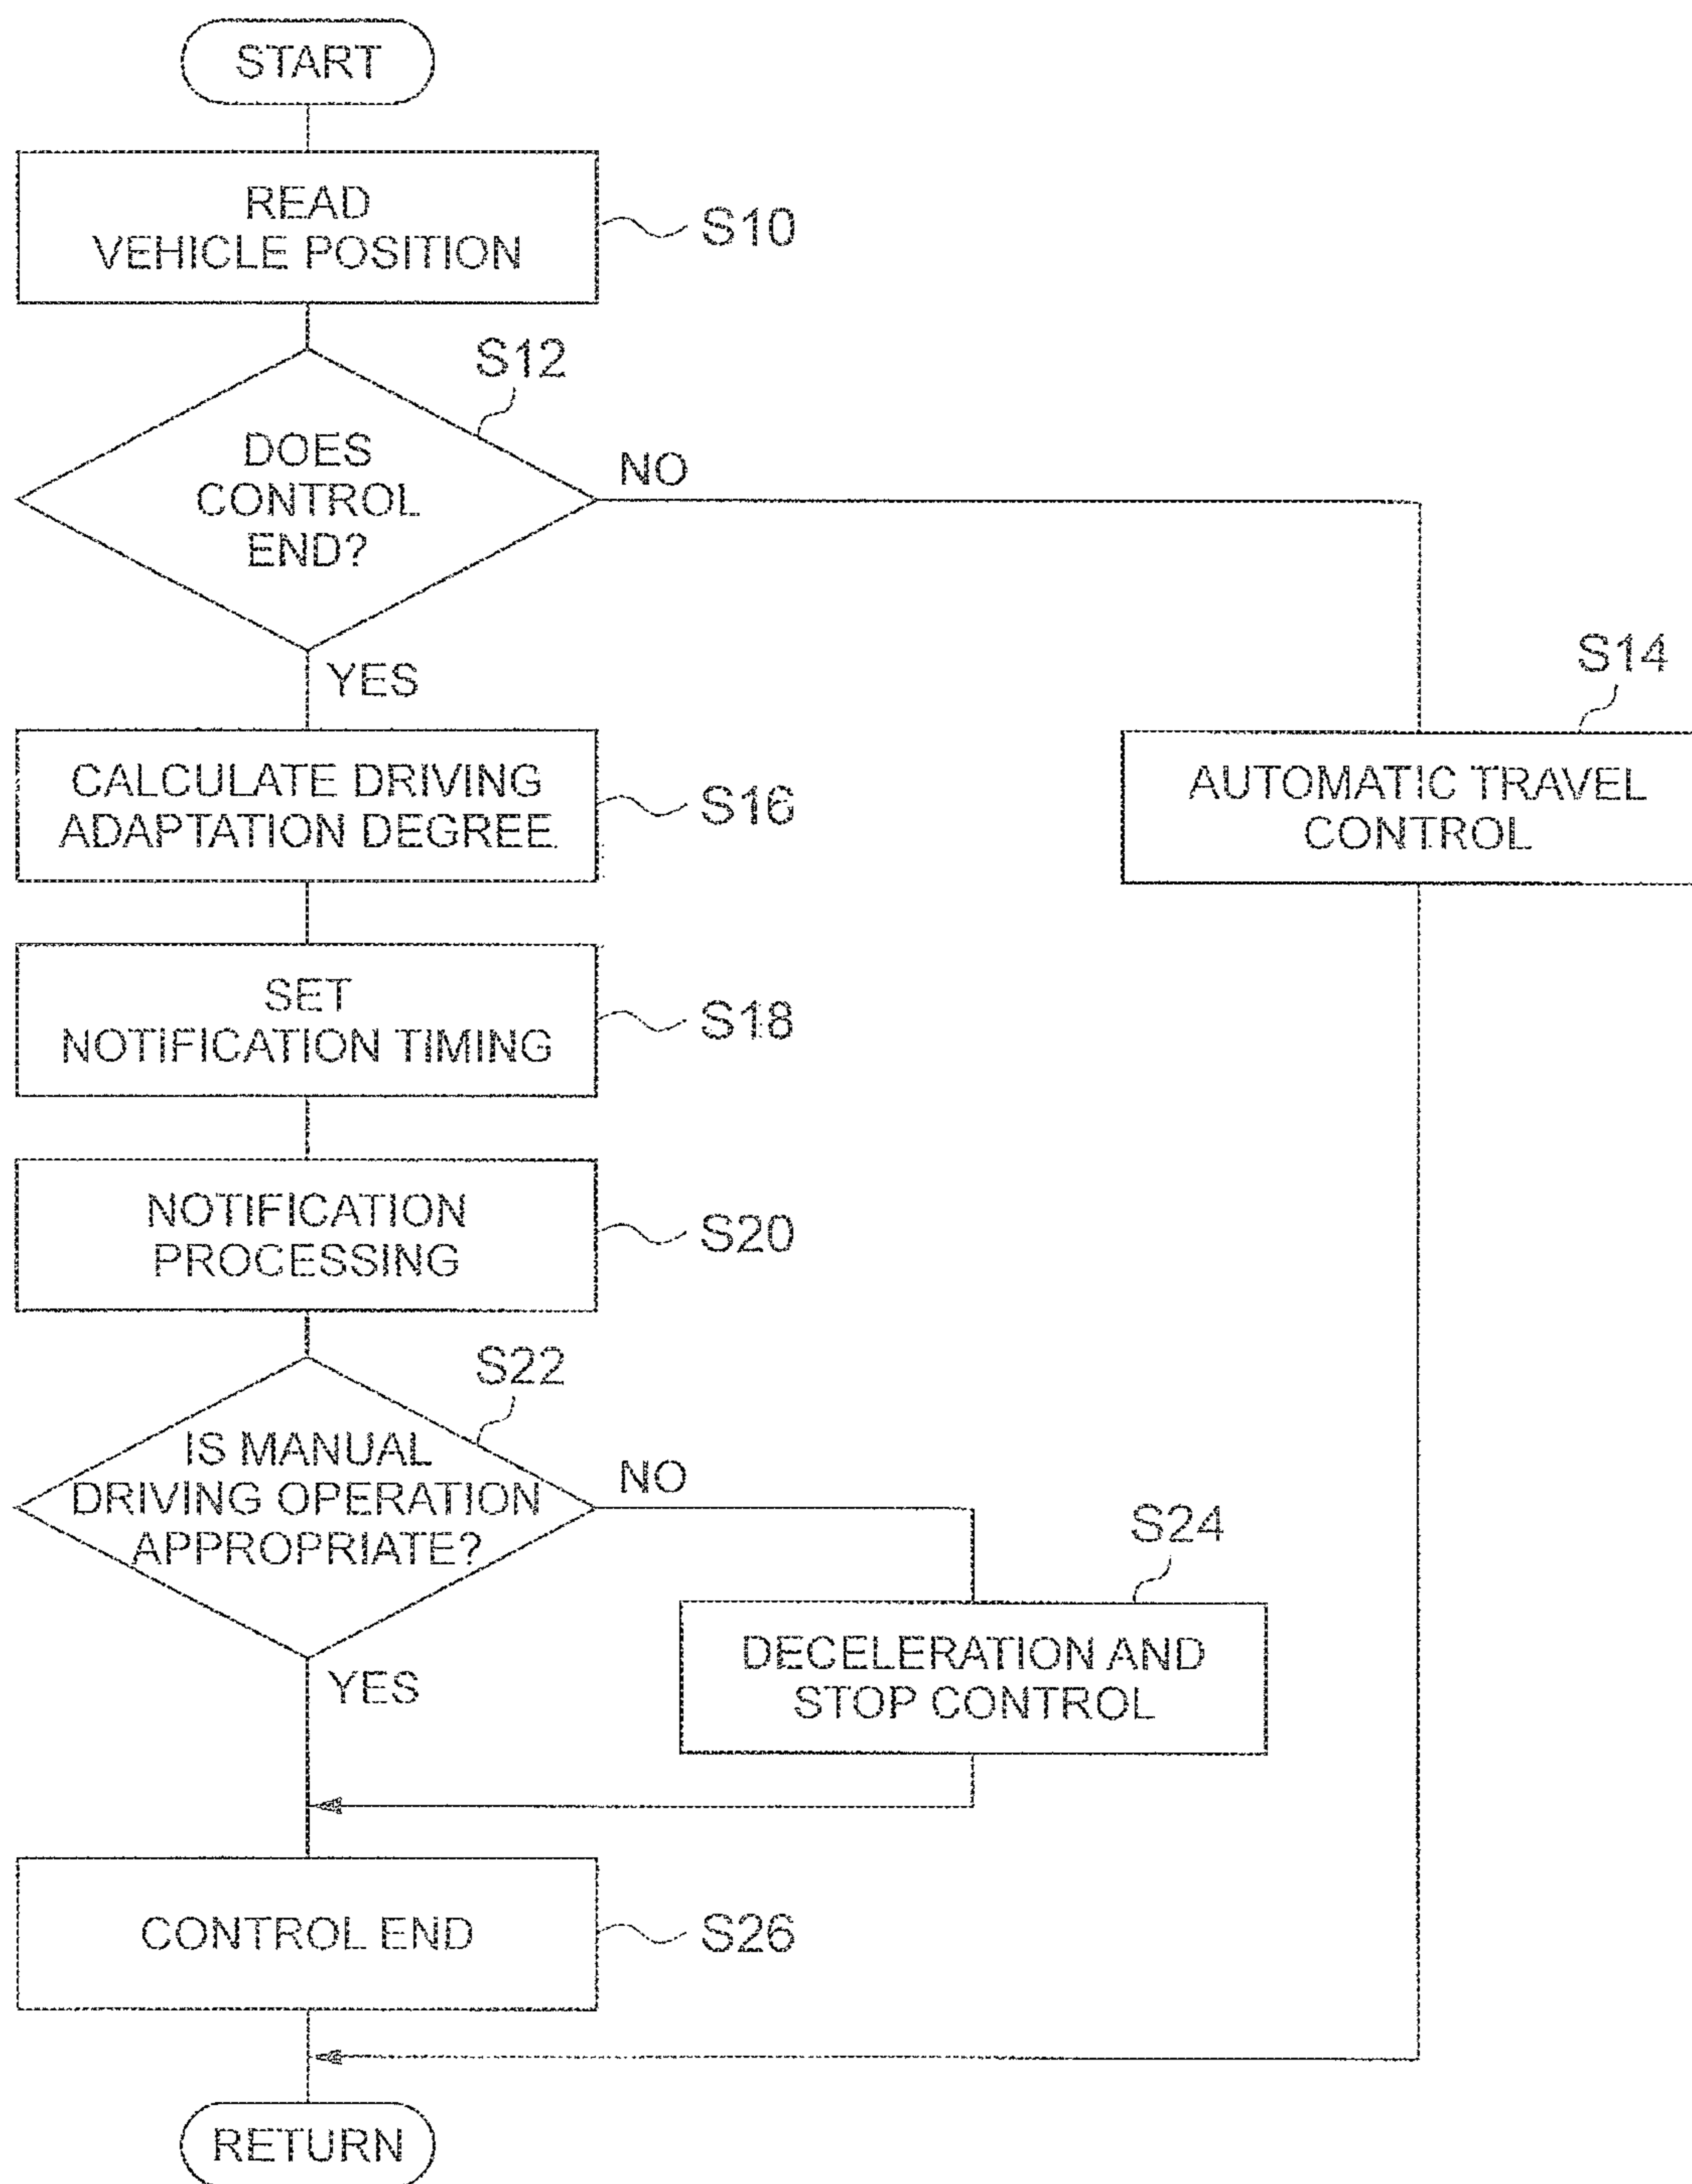 START
READ
VEHICLE POSITION
S10
S12
DOES
CONTROL
END?
NO
YES
S14
AUTOMATIC TRAVEL
CONTROL
CALCULATE DRIVING
ADAPTATION DEGREE
S16
SET
NOTIFICATION TIMING
S18
NOTIFICATION
PROCESSING
S20
S22
IS MANUAL
DRIVING OPERATION
APPROPRIATE?
NO
YES
S24
DECELERATION AND
STOP CONTROL
CONTROL END
S26
RETURN